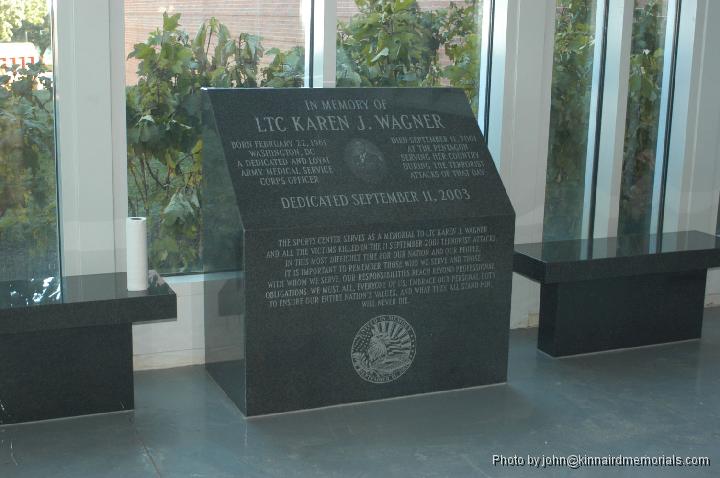 IN MEMORY OF
LTC KAREN J. WAGNER
BORN FEBRUARY 22, 1961
WASHINGTON, DC
A DEDICATED AND LOYAL
ARMY MEDICAL SERVICE
CORPS OFFICER
DIED SEPTEMBER 11, 2001
AT THE PENTAGON
SERVING HER COUNTRY
DURING THE TERRORIST
ATTACKS OF THAT DAY
DEDICATED SEPTEMBER 11, 2003
THE SPORTS CENTER SERVES AS A MEMORIAL TO LTC KAREN J. WAGNER
AND ALL THE VICTIMS KILLED IN THE 11 SEPTEMBER 2001 TERRORIST ATTACKS.
IN THIS MOST DIFFICULT TIME FOR OUR NATION AND OUR PEOPLE,
IT IS IMPORTANT TO REMEMBER THOSE WHO WE SERVE AND THOSE
WITH WHOM WE SERVE. OUR RESPONSIBILITIES REACH BEYOND PROFESSIONAL
OBLIGATIONS. WE MUST ALL, EVERYONE OF US, EMBRACE OUR PERSONAL ROLE
TO ENSURE OUR ENTIRE NATION'S VALUES, AND WHAT THEY ALL STAND FOR,
WILL NEVER DIE.
Photo by john@kinnairdmemorials.com